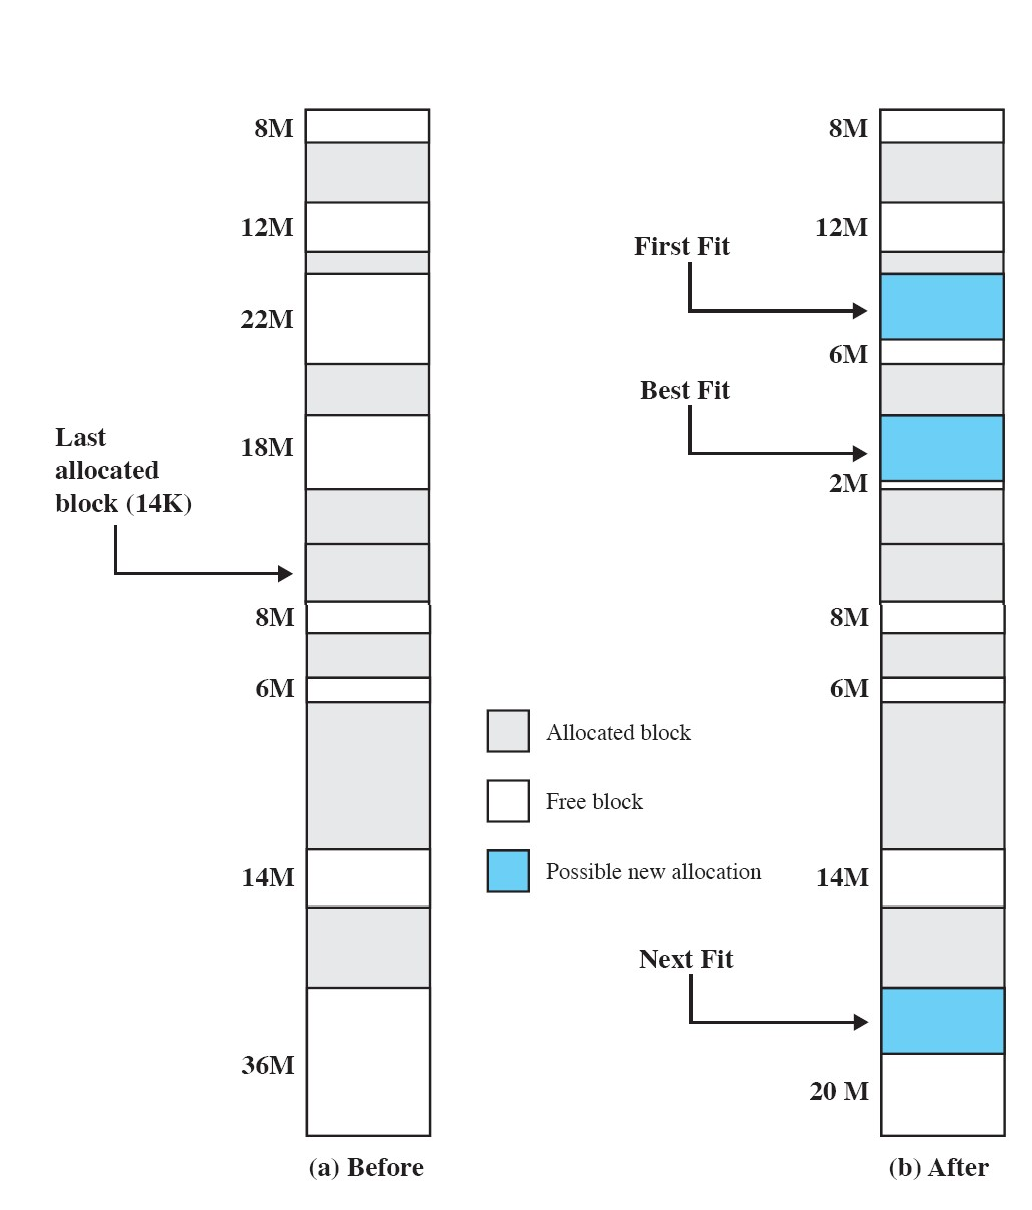 8M
12M
22M
18M
Last
allocated
block (14K)
8M
6M
14M
36M
(a) Before
Allocated block
Free block
Possible new allocation
8M
12M
First Fit
6M
Best Fit
2M
8M
6M
14M
Next Fit
20 M
(b) After